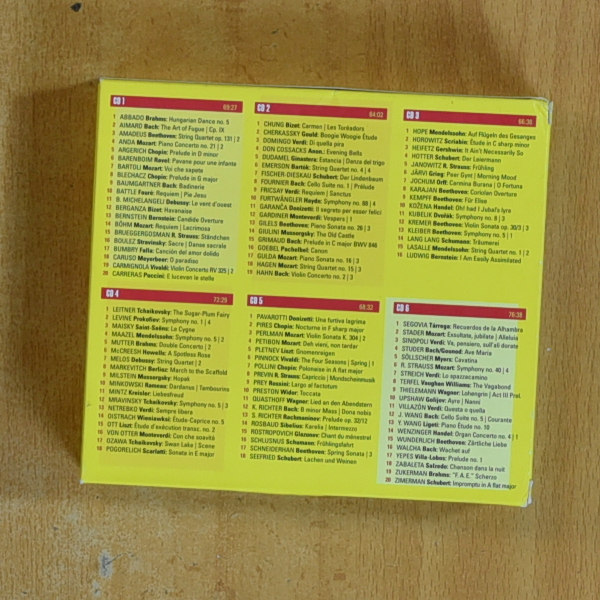 CD 1 69:27
1 ABBADO Brahms: Hungarian Dance no. 5
2 AIMARD Bach: The Art of Fugue | Cp. IX
3 AMADEUS Beethoven: String Quartet op. 131 | 2
4 ANDA Mozart: Piano Concerto no. 21 | 2
5 ARGERICH Chopin: Prelude in D minor
6 BARENBOIM Ravel: Pavane pour une infante
7 BARTOLI Mozart: Voi che sapete
8 BLECHACZ Chopin: Prelude in G major
9 BAUMGARTNER Bach: Badinerie
10 BATTLE Fauré: Requiem | Pie Jesu
11 B. MICHELANGELI Debussy: Le vent d'ouest
12 BERGANZA Bizet: Havanaise
13 BERNSTEIN Bernstein: Candide Overture
14 BÖHM Mozart: Requiem | Lacrimosa
15 BRUEGGERGOSMAN R. Strauss: Ständchen
16 BOULEZ Stravinsky: Sacre | Danse sacrale
17 BUMBRY Falla: Canción del amor dolido
18 CARUSO Meyerbeer: O paradiso
19 CARMIGNOLA Vivaldi: Violin Concerto RV 325 | 2
20 CARRERAS Puccini: E lucevan le stelle
CD 2 64:03
1 CHUNG Bizet: Carmen | Les Toréadors
2 CHERKASSKY Gould: Boogie Woogie Etude
3 DOMINGO Verdi: Di quella pira
4 DON COSSACKS Anon.: Evening Bells
5 DUDAMEL Ginastera: Estancia | Danza del trigo
6 EMERSON Bartók: String Quartet no. 4 | 4
7 FISCHER-DIESKAU Schubert: Der Lindenbaum
8 FOURNIER Bach: Cello Suite no. 1 | Prélude
9 FRICSAY Verdi: Requiem | Sanctus
10 FURTWÄNGLER Haydn: Symphony no. 88 | 4
11 GARANČA Donizetti: Il segreto per esser felici
12 GARDINER Monteverdi: Vespers | 1
13 GILELS Beethoven: Piano Sonata no. 26 | 3
14 GIULINI Mussorgsky: The Old Castle
15 GRIMAUD Bach: Prelude in C major BWV 846
16 GOEBEL Pachelbel: Canon
17 GULDA Mozart: Piano Sonata no. 16 | 3
18 HAGEN Mozart: String Quartet no. 15 | 3
19 HAHN Bach: Violin Concerto no. 2 | 3
CD 3 66:38
1 HOPE Mendelssohn: Auf Flügeln des Gesanges
2 HOROWITZ Scriabin: Etude in C sharp minor
3 HEIFETZ Gershwin: It Ain't Necessarily So
4 HOTTER Schubert: Der Leiermann
5 JANOWITZ R. Strauss: Frühling
6 JÄRVI Grieg: Peer Gynt | Morning Mood
7 JOCHUM Orff: Carmina Burana | O Fortuna
8 KARAJAN Beethoven: Coriolan Overture
9 KEMPFF Beethoven: Für Elise
10 KOŽENÁ Handel: Oh! had I Jubal's lyre
11 KUBELIK Dvořák: Symphony no. 8 | 3
12 KREMER Beethoven: Violin Sonata op. 30/3 | 3
13 KLEIBER Beethoven: Symphony no. 5 | 1
14 LANG LANG Schumann: Träumerei
15 LASALLE Mendelssohn: String Quartet no. 1 | 2
16 LUDWIG Bernstein: I Am Easily Assimilated
CD 4 72:29
1 LEITNER Tchaikovsky: The Sugar-Plum Fairy
2 LEVINE Prokofiev: Symphony no. 1 | 4
3 MAISKY Saint-Saëns: Le Cygne
4 MAAZEL Mendelssohn: Symphony no. 5 | 2
5 MUTTER Brahms: Double Concerto | 2
6 McCREESH Howells: A Spotless Rose
7 MELOS Debussy: String Quartet | 2
8 MARKEVITCH Berlioz: March to the Scaffold
9 MILSTEIN Mussorgsky: Hopak
10 MINKOWSKI Rameau: Dardanus | Tambourins
11 MINTZ Kreisler: Liebesfreud
12 MRAVINSKY Tchaikovsky: Symphony no. 5 | 3
13 NETREBKO Verdi: Sempre libera
14 OISTRACH Wieniawski: Étude-Caprice no. 5
15 OTT Liszt: Étude d'exécution transc. no. 2
16 VON OTTER Monteverdi: Con che soavità
17 OZAWA Tchaikovsky: Swan Lake | Scene
18 POGORELICH Scarlatti: Sonata in E major
CD 5 68:32
1 PAVAROTTI Donizetti: Una furtiva lagrima
2 PIRES Chopin: Nocturne in F sharp major
3 PERLMAN Mozart: Violin Sonata K. 304 | 2
4 PETIBON Mozart: Deh vieni, non tardar
5 PLETNEV Liszt: Gnomenreigen
6 PINNOCK Vivaldi: The Four Seasons | Spring | 1
7 POLLINI Chopin: Polonaise in A flat major
8 PREVIN R. Strauss: Capriccio | Mondscheinmusik
9 PREY Rossini: Largo al factotum
10 PRESTON Widor: Toccata
11 QUASTHOFF Wagner: Lied an den Abendstern
12 K. RICHTER Bach: B minor Mass | Dona nobis
13 S. RICHTER Rachmaninov: Prelude op. 32/12
14 ROSBAUD Sibelius: Karelia | Intermezzo
15 ROSTROPOVICH Glazunov: Chant du ménestrel
16 SCHLUSNUS Schumann: Frühlingsfahrt
17 SCHNEIDERHAN Beethoven: Spring Sonata | 3
18 SEEFRIED Schubert: Lachen und Weinen
CD 6 76:38
1 SEGOVIA Tárrega: Recuerdos de la Alhambra
2 STADER Mozart: Exsultate, jubilate | Alleluia
3 SINOPOLI Verdi: Va, pensiero, sull'ali dorate
4 STUDER Bach/Gounod: Ave Maria
5 SÖLLSCHER Myers: Cavatina
6 R. STRAUSS Mozart: Symphony no. 40 | 4
7 STREICH Verdi: Lo spazzacamino
8 TERFEL Vaughan Williams: The Vagabond
9 THIELEMANN Wagner: Lohengrin | Act III Prel.
10 UPSHAW Golijov: Ayre | Nani
11 VILLAZÓN Verdi: Questa o quella
12 J. WANG Bach: Cello Suite no. 5 | Courante
13 Y. WANG Ligeti: Piano Étude no. 10
14 WENZINGER Handel: Organ Concerto no. 4 | 1
15 WUNDERLICH Beethoven: Zärtliche Liebe
16 WALCHA Bach: Wachet auf
17 YEPES Villa-Lobos: Prelude no. 1
18 ZABALETA Salzedo: Chanson dans la nuit
19 ZUKERMAN Brahms: "F. A. E." Scherzo
20 ZIMERMAN Schubert: Impromptu in A flat major